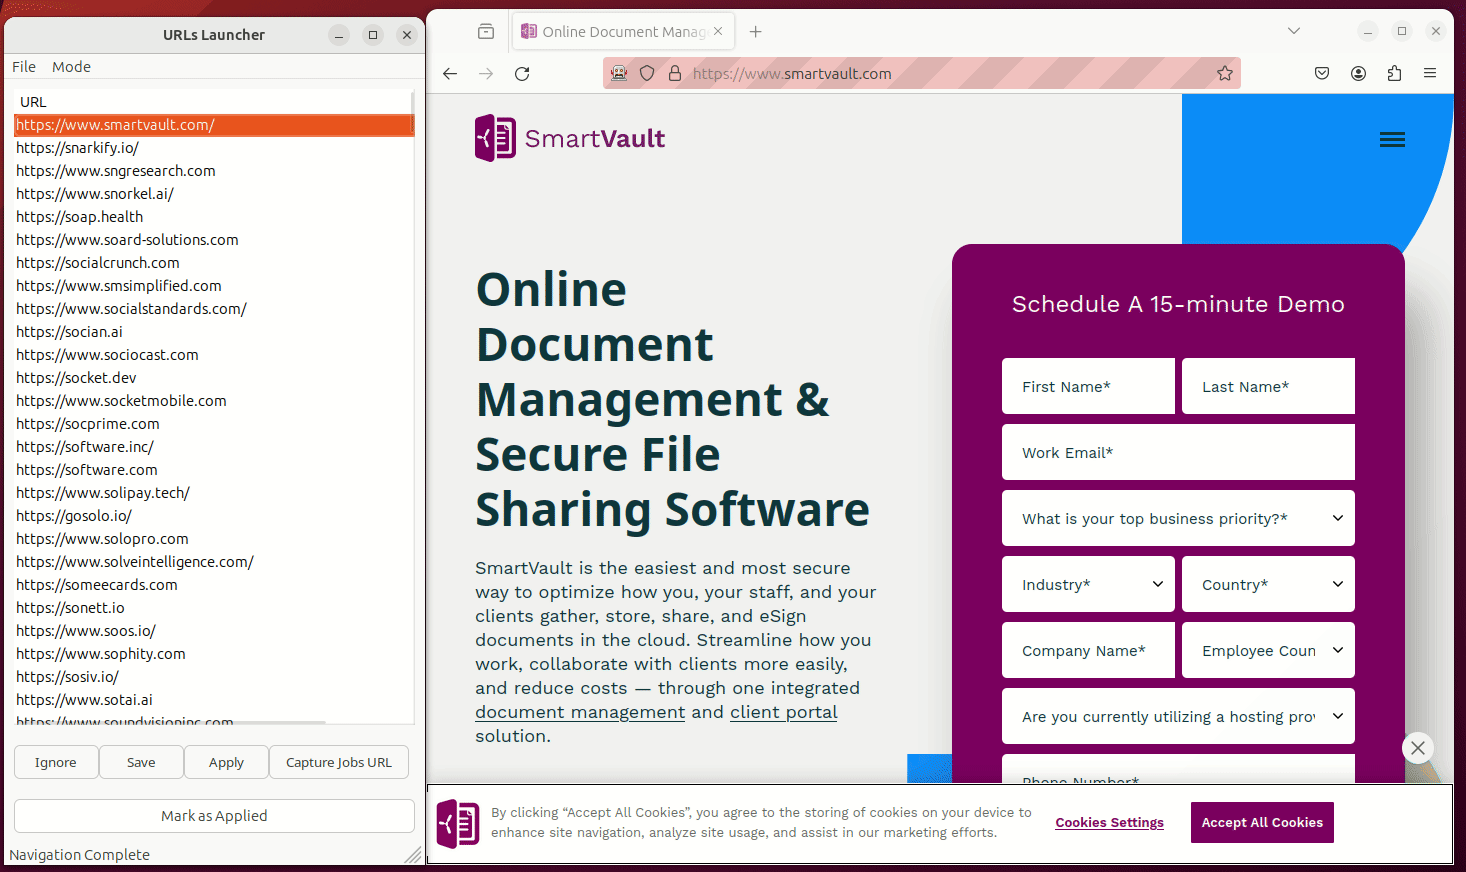 URLs Launcher
File Mode
URL
https://www.smartvault.com/
https://snarkify.io/
https://www.sngresearch.com
https://www.snorkel.ai/
https://soap.health
https://www.soard-solutions.com
https://socialcrunch.com
https://www.smsimplified.com
https://www.socialstandards.com/
https://socian.ai
https://www.sociocast.com
https://socket.dev
https://www.socketmobile.com
https://socprime.com
https://software.inc/
https://software.com
https://www.solipay.tech/
https://gosolo.io/
https://www.solopro.com
https://www.solveintelligence.com/
https://someecards.com
https://sonett.io
https://www.soos.io/
https://www.sophity.com
https://sosiv.io/
https://www.sotai.ai
https://www.soundvisioninc.com
Ignore Save Apply Capture Jobs URL
Mark as Applied
Navigation Complete
Online Document Manag
https://www.smartvault.com
SmartVault
Online
Document
Management &
Secure File
Sharing Software
SmartVault is the easiest and most secure
way to optimize how you, your staff, and your
clients gather, store, share, and eSign
documents in the cloud. Streamline how you
work, collaborate with clients more easily,
and reduce costs — through one integrated
document management and client portal
solution.
Schedule A 15-minute Demo
First Name* Last Name*
Work Email*
What is your top business priority?*
Industry* Country*
Company Name* Employee Coun
Are you currently utilizing a hosting prov
Phone Number*
By clicking “Accept All Cookies”, you agree to the storing of cookies on your device to
enhance site navigation, analyze site usage, and assist in our marketing efforts.
Cookies Settings
Accept All Cookies